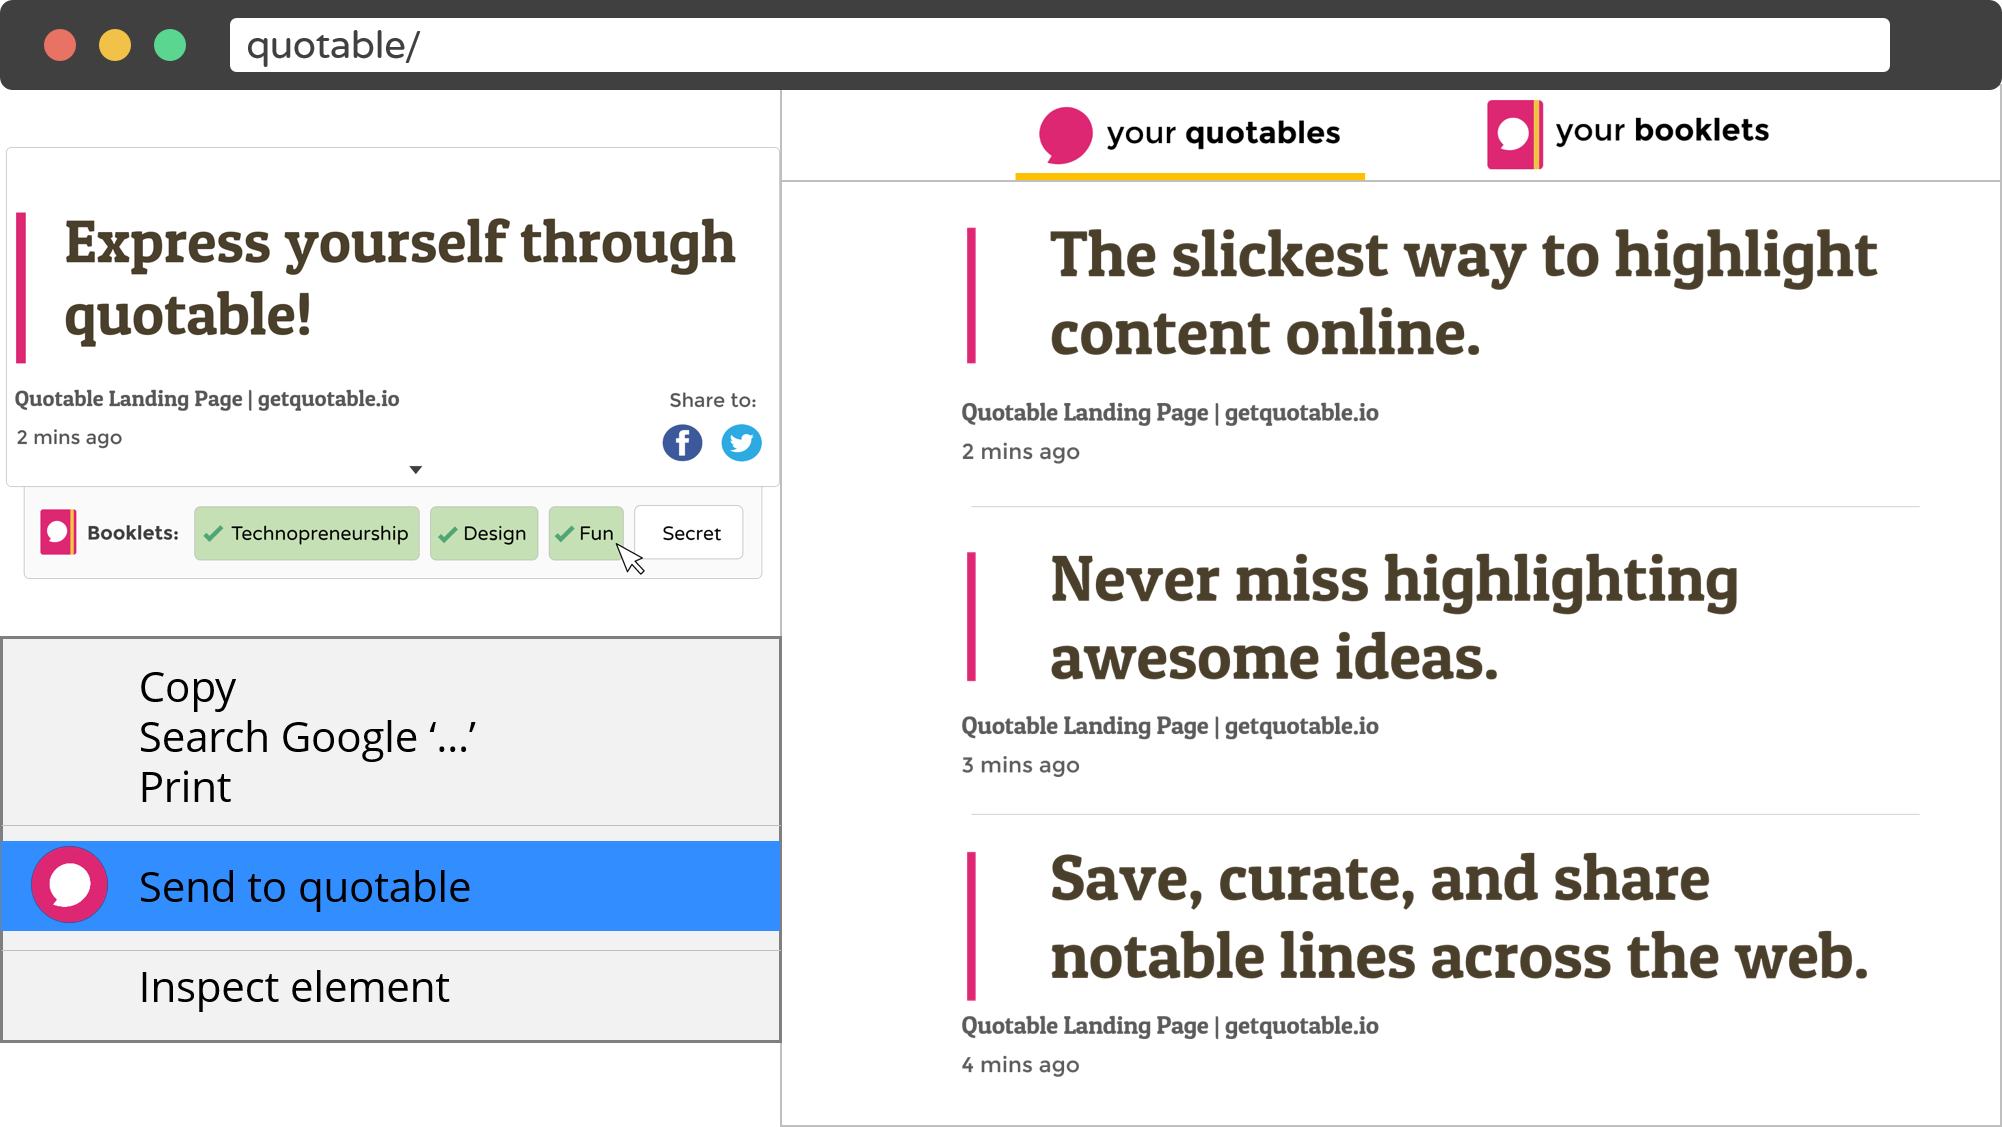 quotable/
your quotables
your booklets
Express yourself through
quotable!
Quotable Landing Page | getquotable.io
2 mins ago
Share to:
Booklets:
Technopreneurship
Design
Fun
Secret
Copy
Search Google ‘...’
Print
Send to quotable
Inspect element
The slickest way to highlight
content online.
Quotable Landing Page | getquotable.io
2 mins ago
Never miss highlighting
awesome ideas.
Quotable Landing Page | getquotable.io
3 mins ago
Save, curate, and share
notable lines across the web.
Quotable Landing Page | getquotable.io
4 mins ago